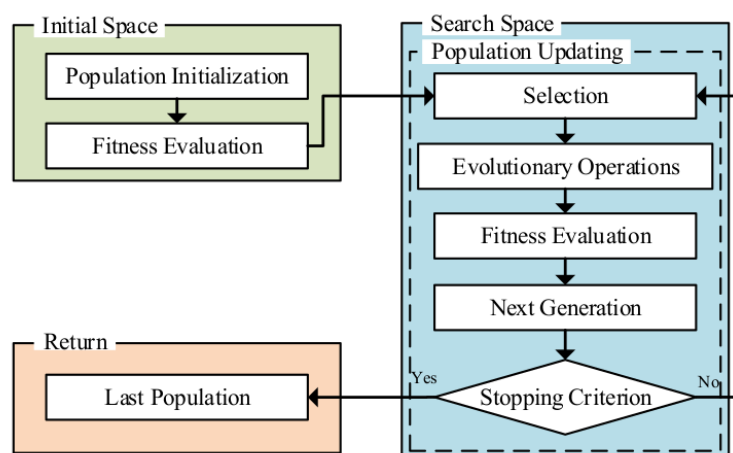 Initial Space
Population Initialization
Fitness Evaluation
Search Space
Population Updating
Selection
Evolutionary Operations
Fitness Evaluation
Next Generation
Stopping Criterion
Yes
No
Return
Last Population